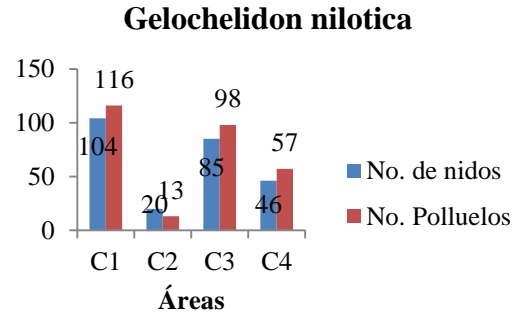 Gelochelidon nilotica
150
100
50
0
104
116
20
13
85
98
46
57
C1 C2 C3 C4
Áreas
No. de nidos
No. Polluelos